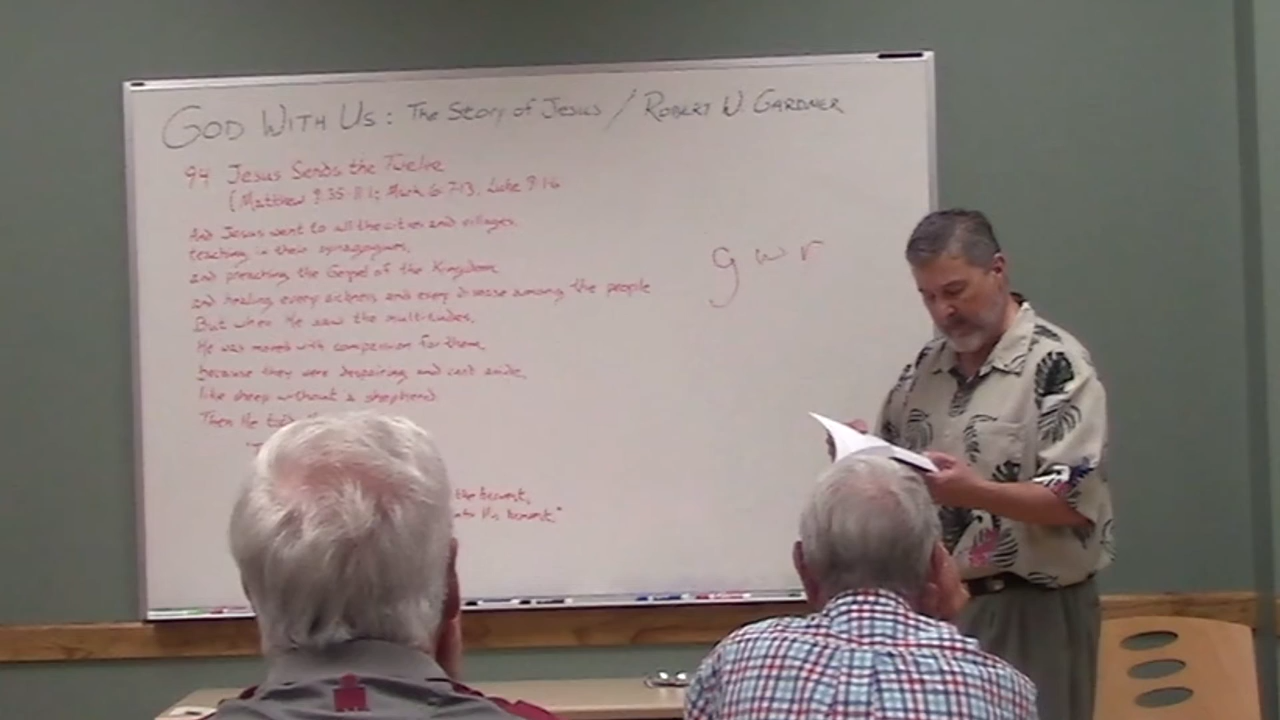 GOD WITH US: The Story of Jesus / ROBERT W. GARDNER
94 Jesus Sends the Twelve
(Matthew 9:35-11:1; Mark 6:7-13, Luke 9:1-6
And Jesus went to all the cities and villages,
teaching in their synagogues,
and preaching the Gospel of the Kingdom,
and healing every sickness and every disease among the people
But when He saw the multitudes,
He was moved with compassion for them,
because they were despairing and cast aside,
like sheep without a shepherd.
Then He
the harvest,
His harvest."
g w r